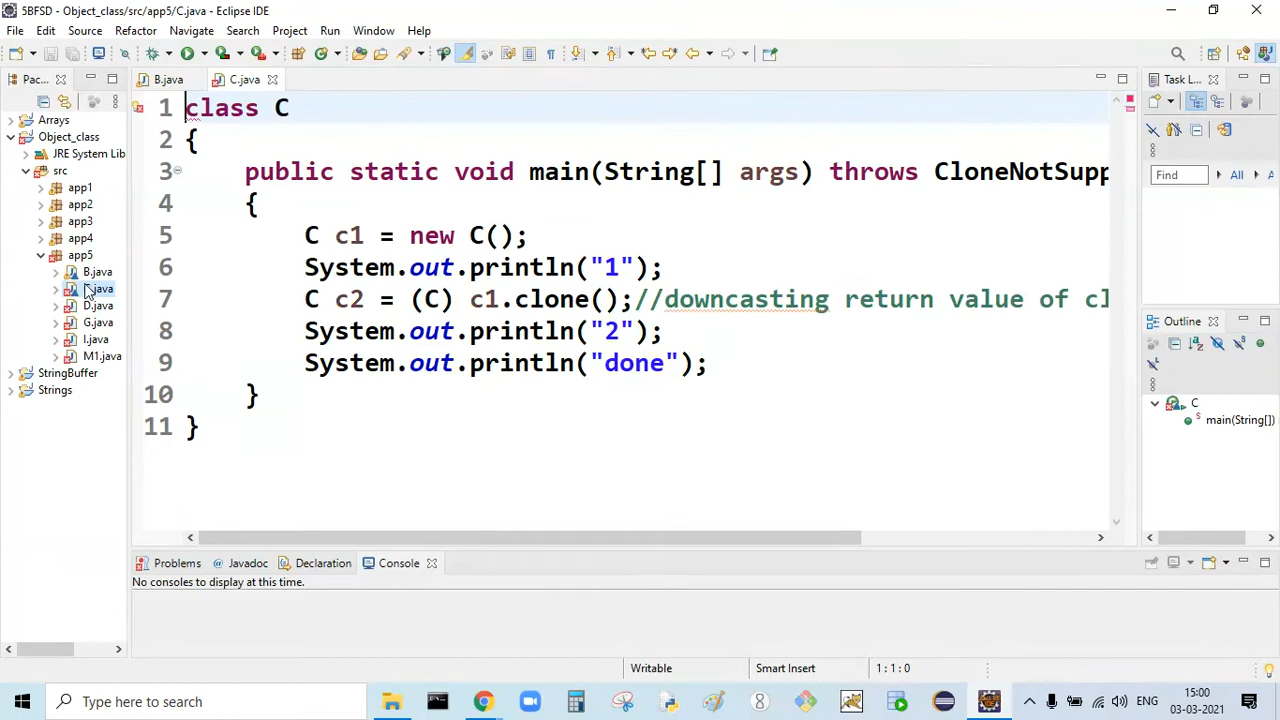 5BFSD - Object_class/src/app5/C.java - Eclipse IDE
File Edit Source Refactor Navigate Search Project Run Window Help
Pac... B.java C.java Task L...
Arrays
Object_class
JRE System Lib
src
app1
app2
app3
app4
app5
B.java
.java
D.java
G.java
I.java
M1.java
StringBuffer
Strings
1 class C
2 {
3 public static void main(String[] args) throws CloneNotSupp
4 {
5 C c1 = new C();
6 System.out.println("1");
7 C c2 = (C) c1.clone();//downcasting return value of cl
8 System.out.println("2");
9 System.out.println("done");
10 }
11 }
Find All A
Outline
C
main(String[])
Problems @ Javadoc Declaration Console
No consoles to display at this time.
Writable Smart Insert 1 : 1 : 0
Type here to search
ENG
15:00
03-03-2021